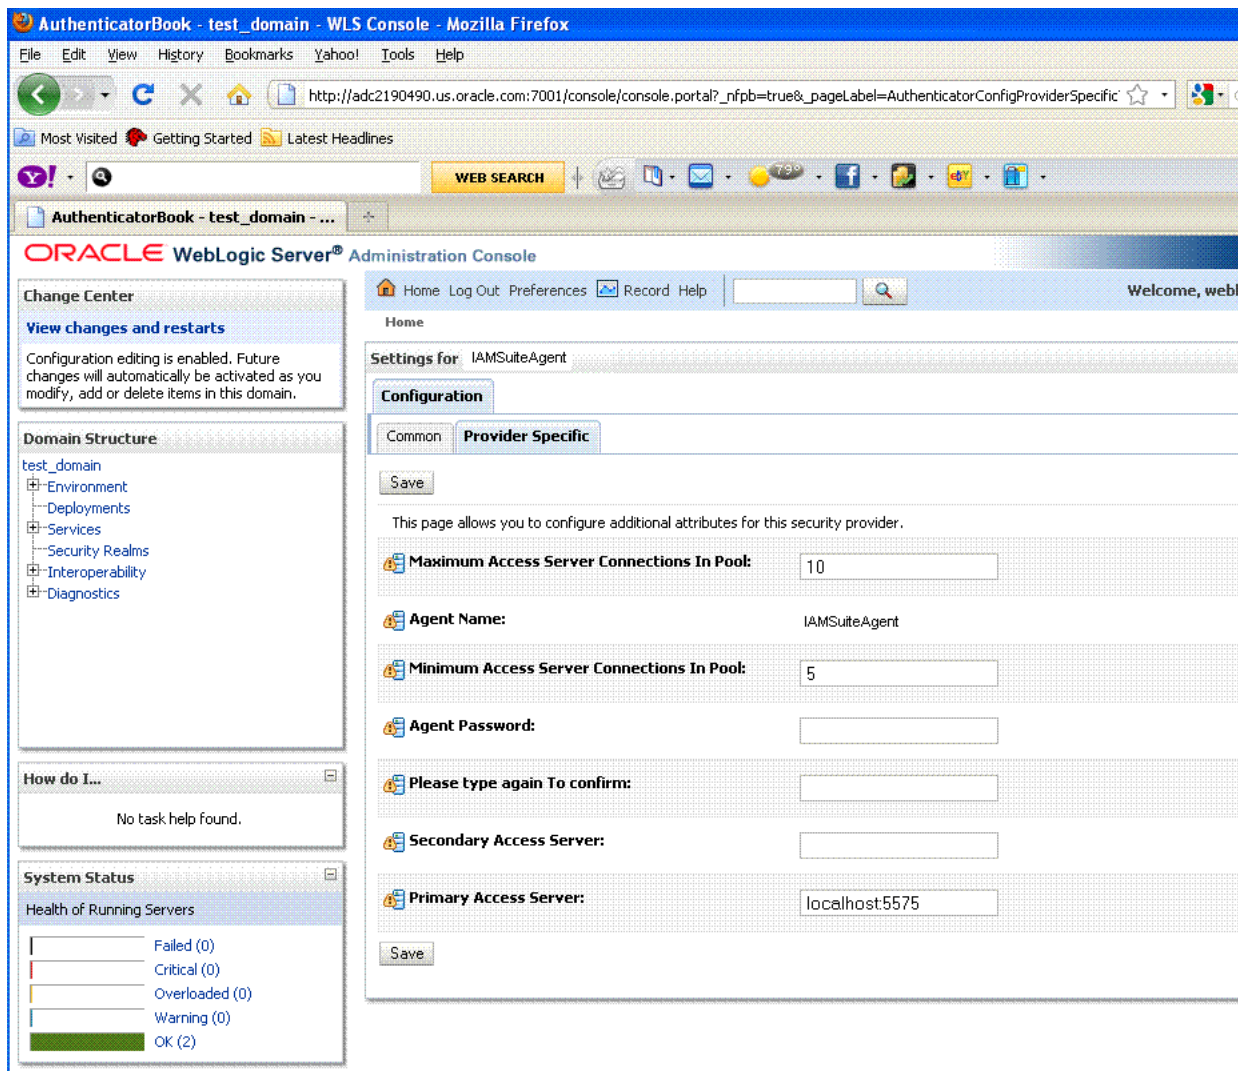 AuthenticatorBook - test_domain - WLS Console - Mozilla Firefox
File Edit View History Bookmarks Yahoo! Tools Help
http://adc2190490.us.oracle.com:7001/console/console.portal?_nfpb=true&_pageLabel=AuthenticatorConfigProviderSpecific
Most Visited Getting Started Latest Headlines
Y! WEB SEARCH 79°
AuthenticatorBook - test_domain - ...
ORACLE WebLogic Server® Administration Console
Change Center
View changes and restarts
Configuration editing is enabled. Future
changes will automatically be activated as you
modify, add or delete items in this domain.
Domain Structure
test_domain
Environment
Deployments
Services
Security Realms
Interoperability
Diagnostics
How do I...
No task help found.
System Status
Health of Running Servers
Failed (0)
Critical (0)
Overloaded (0)
Warning (0)
OK (2)
Home Log Out Preferences Record Help
Welcome, webl
Home
Settings for IAMSuiteAgent
Configuration
Common Provider Specific
Save
This page allows you to configure additional attributes for this security provider.
Maximum Access Server Connections In Pool: 10
Agent Name: IAMSuiteAgent
Minimum Access Server Connections In Pool: 5
Agent Password:
Please type again To confirm:
Secondary Access Server:
Primary Access Server: localhost:5575
Save